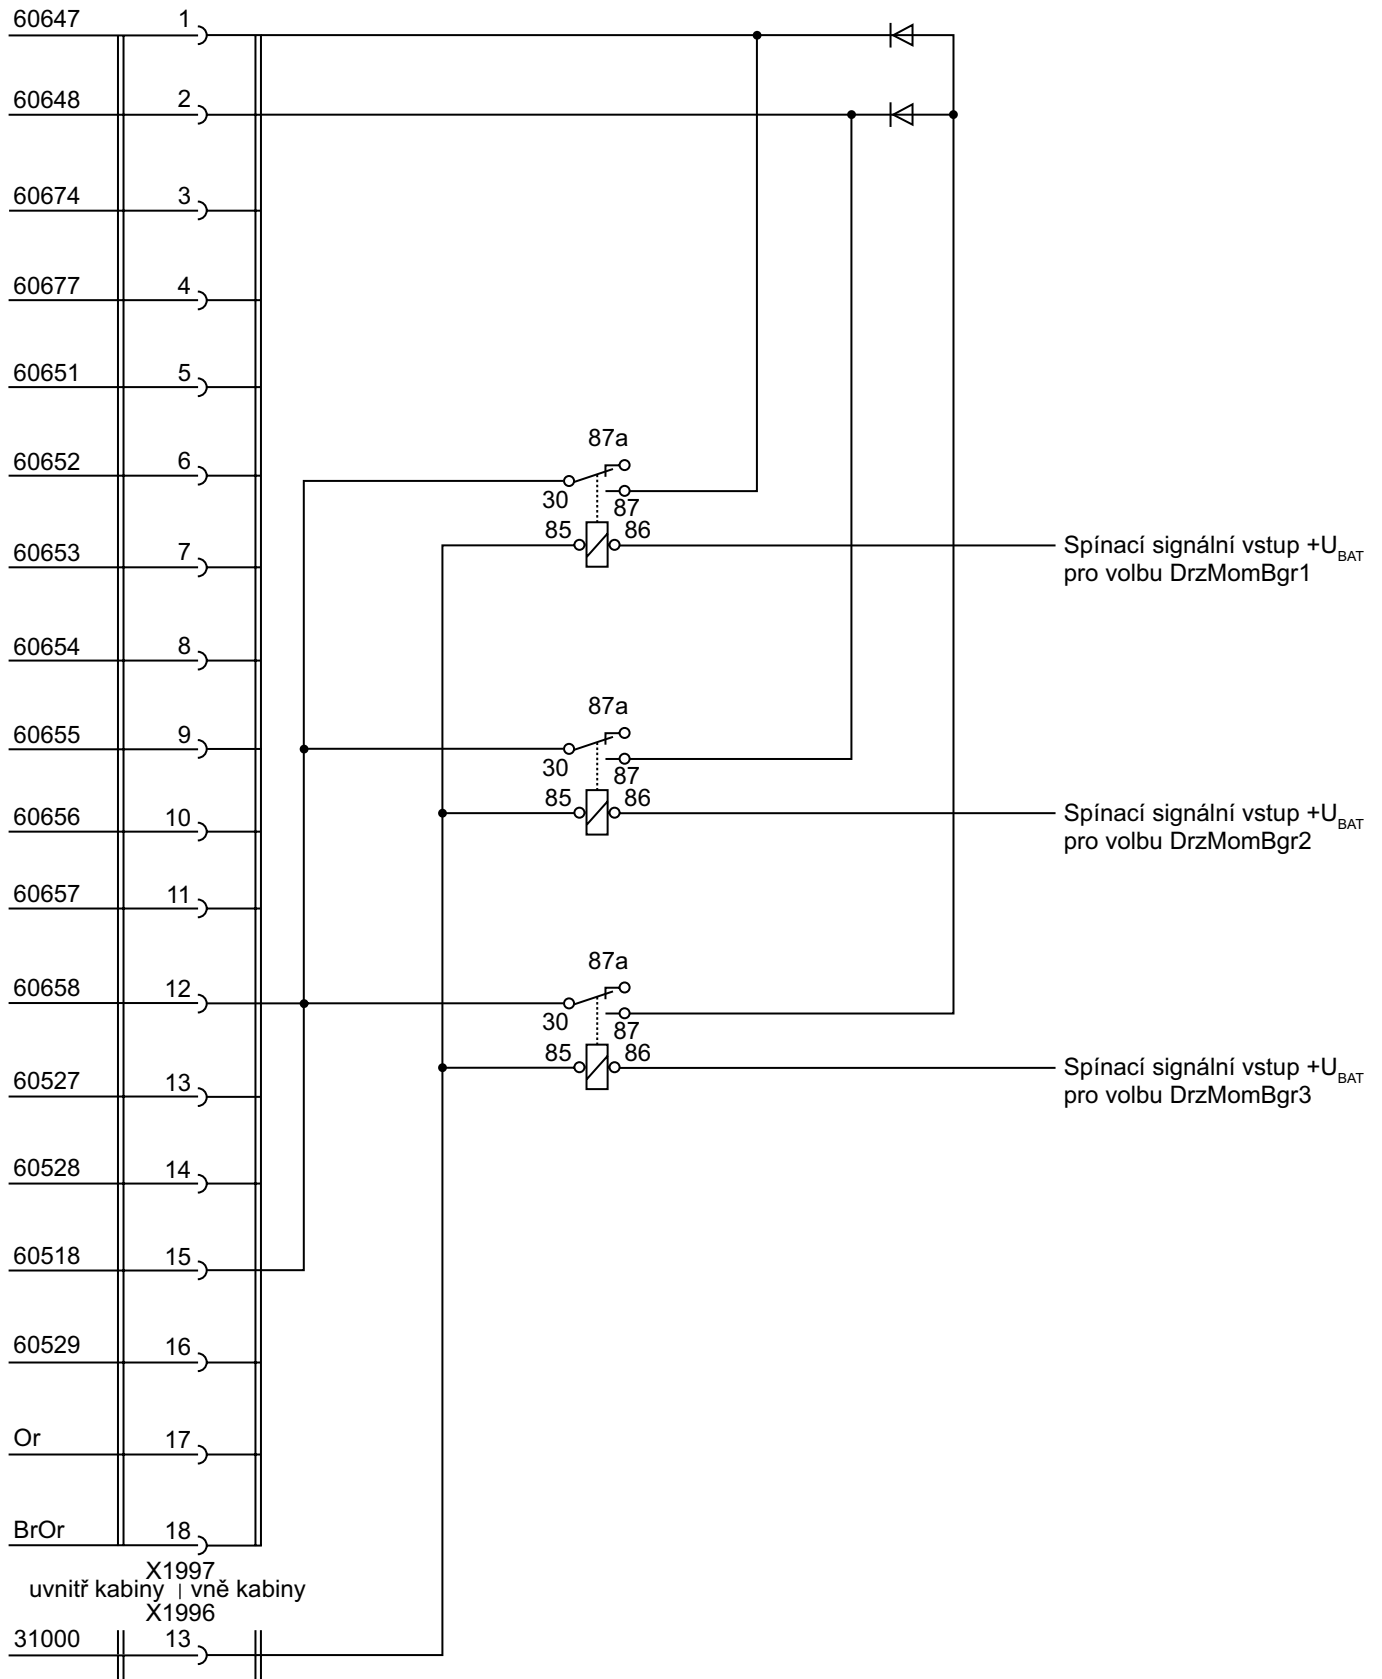 60647 1
60648 2
60674 3
60677 4
60651 5
60652 6
87a
30
87
85 86
60653 7
Spínací signální vstup +U_BAT
pro volbu DrzMomBgr1
60654 8
87a
60655 9
30
87
85 86
60656 10
Spínací signální vstup +U_BAT
pro volbu DrzMomBgr2
60657 11
87a
60658 12
30
87
85 86
60527 13
Spínací signální vstup +U_BAT
pro volbu DrzMomBgr3
60528 14
60518 15
60529 16
Or 17
BrOr 18
X1997
uvnitř kabiny | vně kabiny
X1996
31000 13